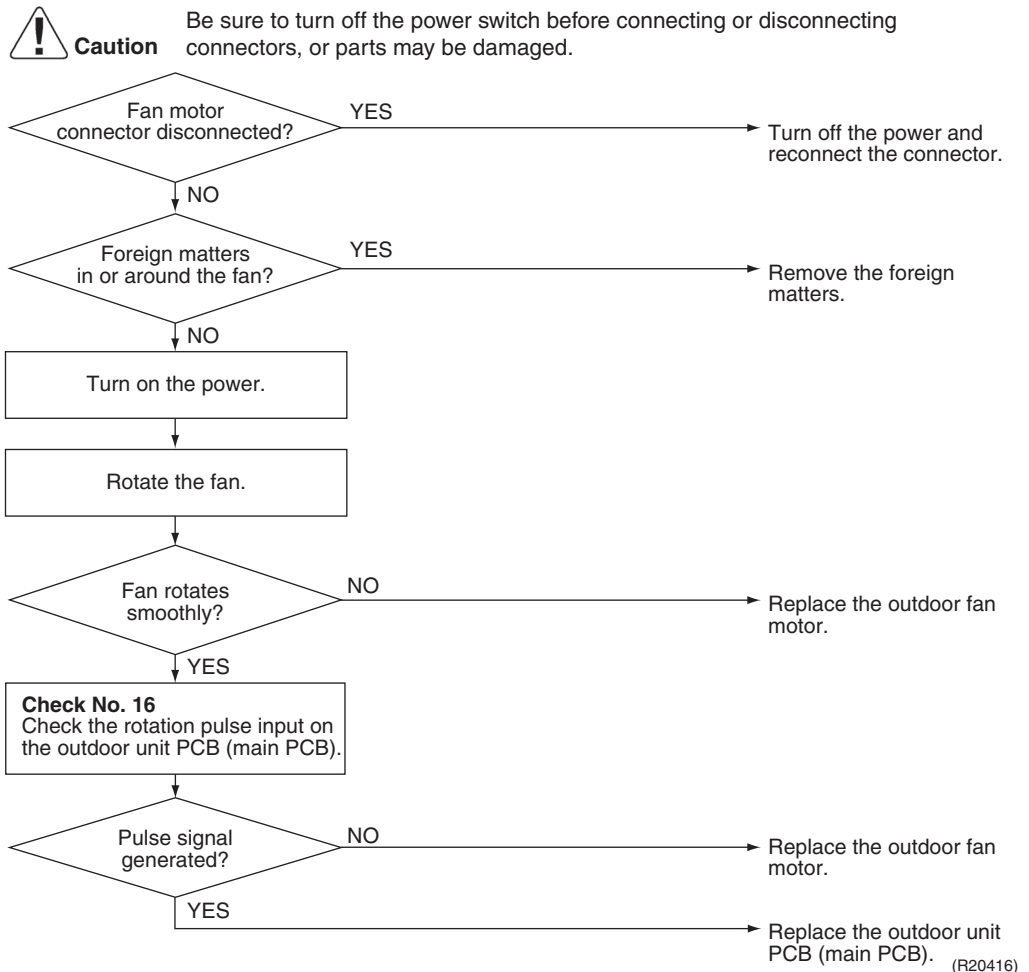 Be sure to turn off the power switch before connecting or disconnecting
Caution connectors, or parts may be damaged.
Fan motor
connector disconnected?
YES
Turn off the power and
reconnect the connector.
NO
Foreign matters
in or around the fan?
YES
Remove the foreign
matters.
NO
Turn on the power.
Rotate the fan.
Fan rotates
smoothly?
NO
Replace the outdoor fan
motor.
YES
Check No. 16
Check the rotation pulse input on
the outdoor unit PCB (main PCB).
Pulse signal
generated?
NO
Replace the outdoor fan
motor.
YES
Replace the outdoor unit
PCB (main PCB).
(R20416)